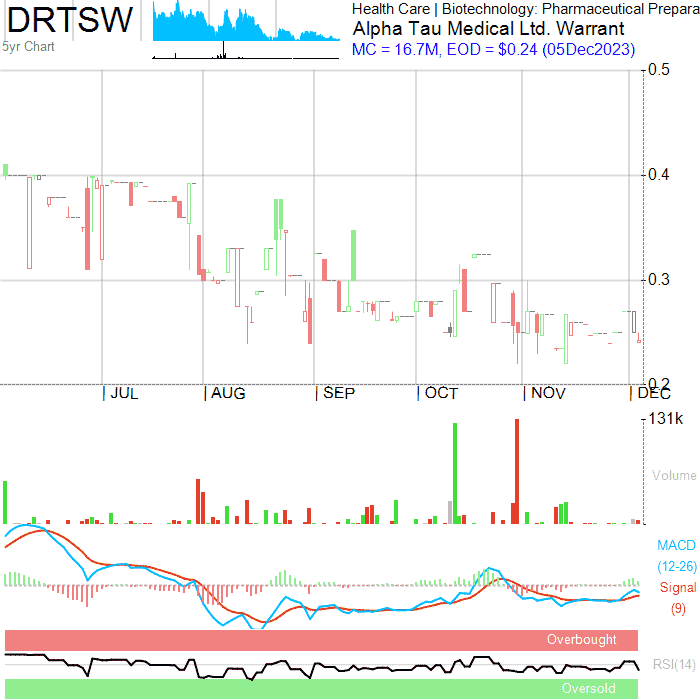 DRTSW
5yr Chart
Health Care | Biotechnology: Pharmaceutical Prepara
Alpha Tau Medical Ltd. Warrant
MC = 16.7M, EOD = $0.24 (05Dec2023)
0.5
0.4
0.3
0.2
| JUL | AUG | SEP | OCT | NOV | DEC
131k
Volume
MACD
(12-26)
Signal
(9)
Overbought
RSI(14)
Oversold